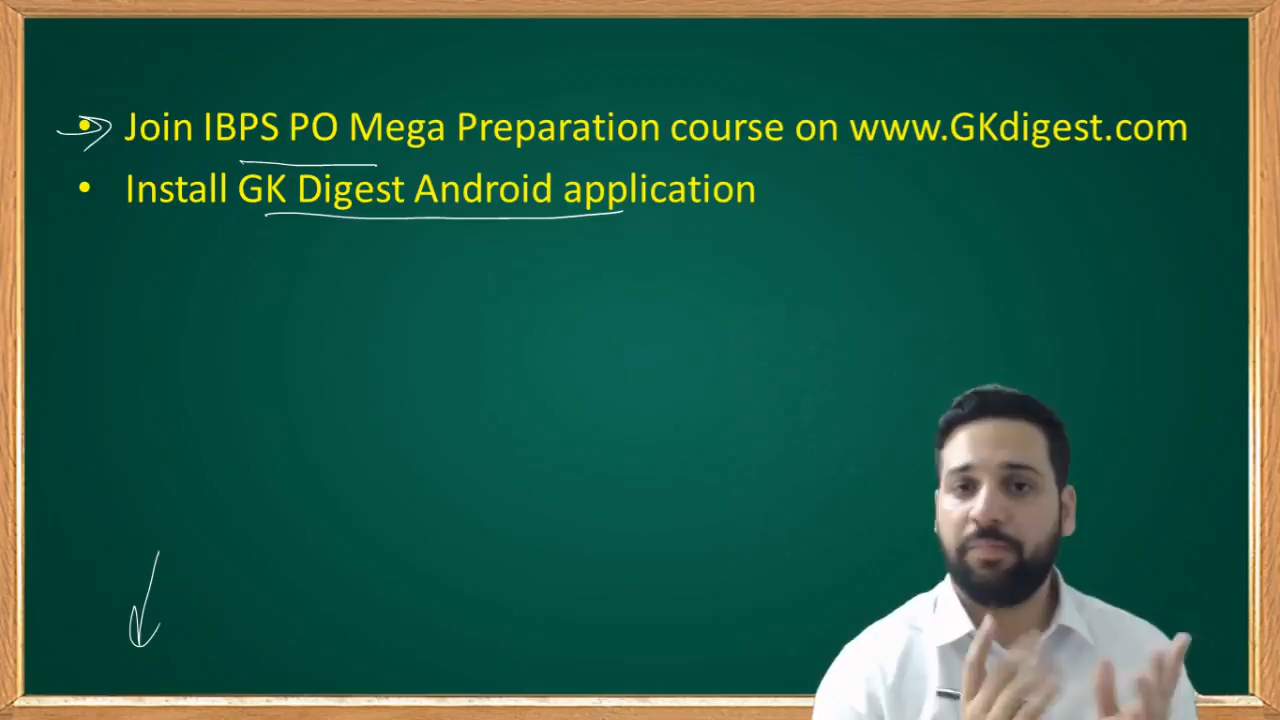 • Join IBPS PO Mega Preparation course on www.GKdigest.com
• Install GK Digest Android application